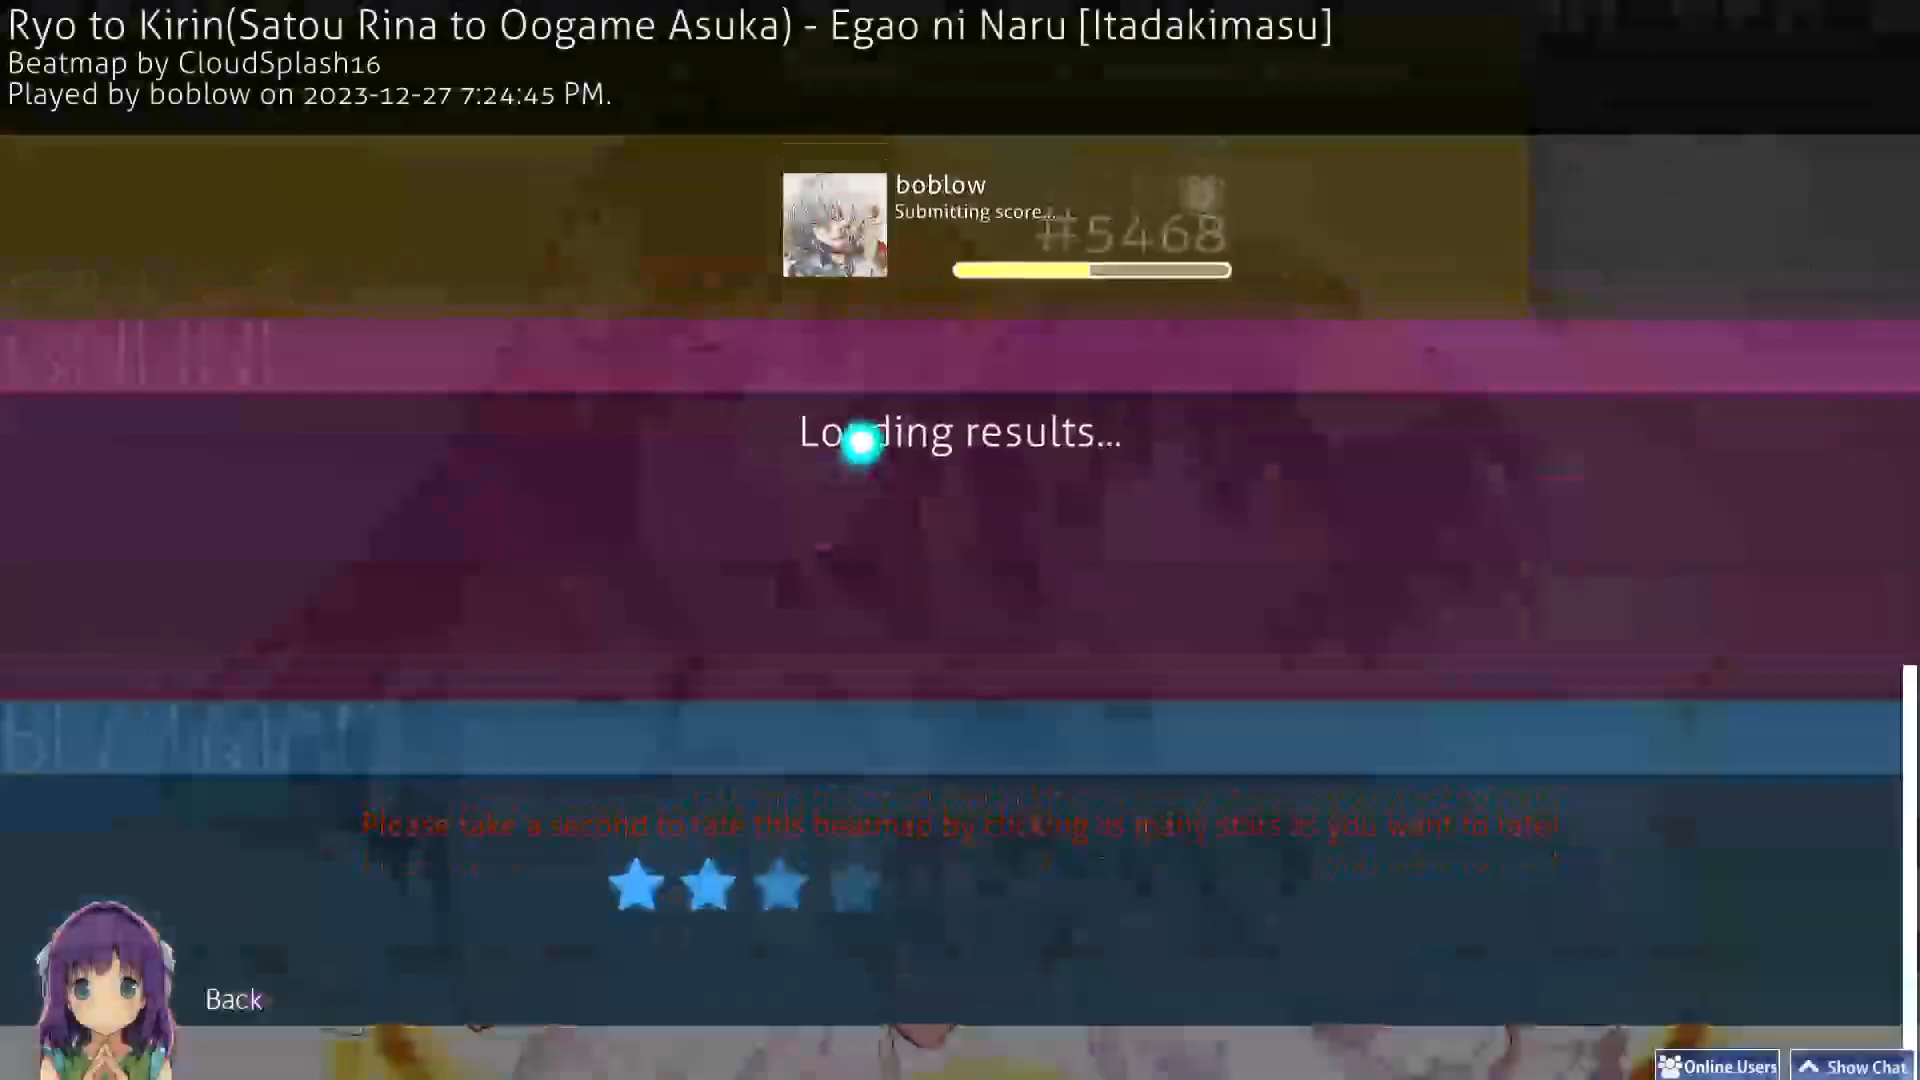 Ryo to Kirin(Satou Rina to Oogame Asuka) - Egao ni Naru [Itadakimasu]
Beatmap by CloudSplash16
Played by boblow on 2023-12-27 7:24:45 PM.
boblow
Submitting score...
#5468
Loading results...
Please take a second to rate this beatmap by clicking as many stars as you want to rate!
Back
Online Users
Show Chat